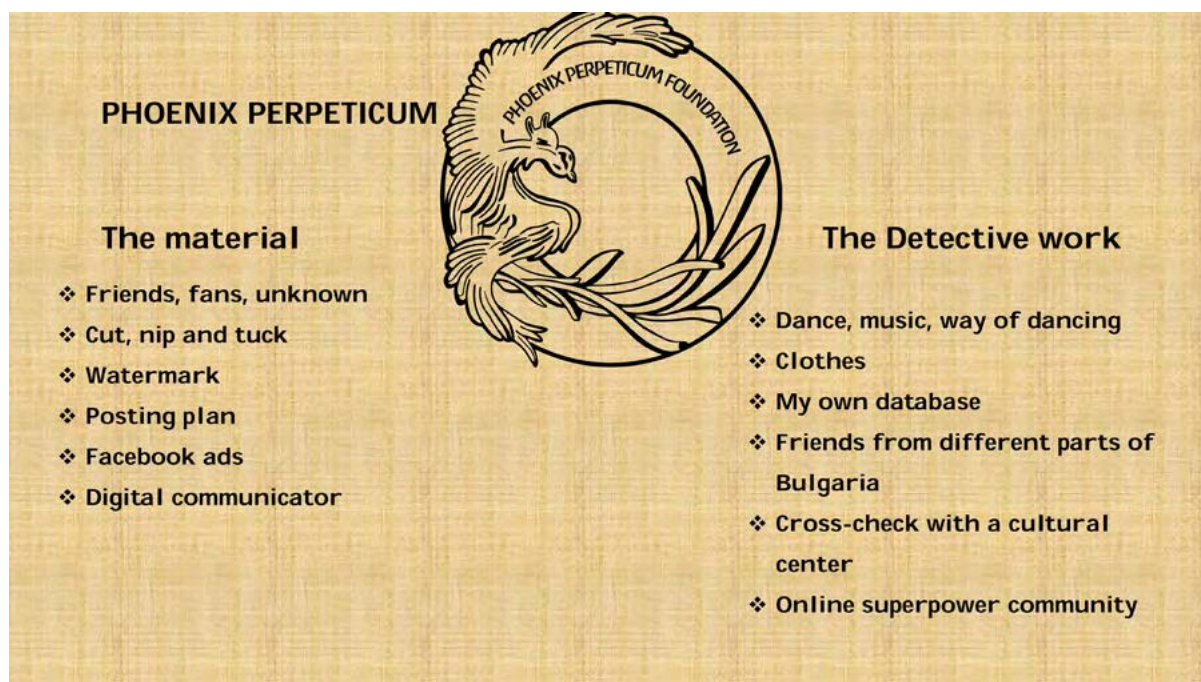 PHOENIX PERPETICUM FOUNDATION
PHOENIX PERPETICUM
The material
❖ Friends, fans, unknown
❖ Cut, nip and tuck
❖ Watermark
❖ Posting plan
❖ Facebook ads
❖ Digital communicator
The Detective work
❖ Dance, music, way of dancing
❖ Clothes
❖ My own database
❖ Friends from different parts of
Bulgaria
❖ Cross-check with a cultural
center
❖ Online superpower community